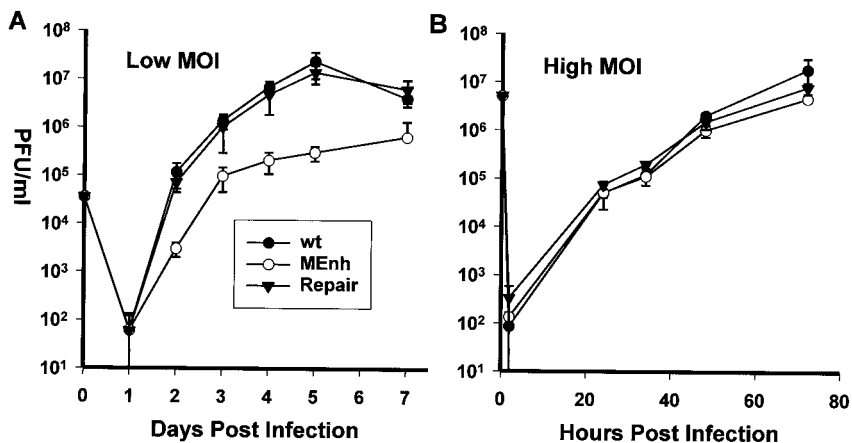 A
Low MOI
PFU/ml
10^8
10^7
10^6
10^5
10^4
10^3
10^2
10^1
wt
MEnh
Repair
0 1 2 3 4 5 6 7
Days Post Infection
B
High MOI
10^8
10^7
10^6
10^5
10^4
10^3
10^2
10^1
0 20 40 60 80
Hours Post Infection